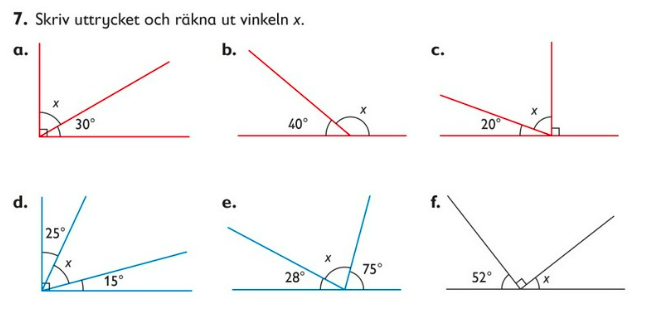 7. Skriv uttrycket och räkna ut vinkeln x.
a.
x
30°
b.
40°
x
c.
20°
x
d.
25°
x
15°
e.
28°
x
75°
f.
52°
x